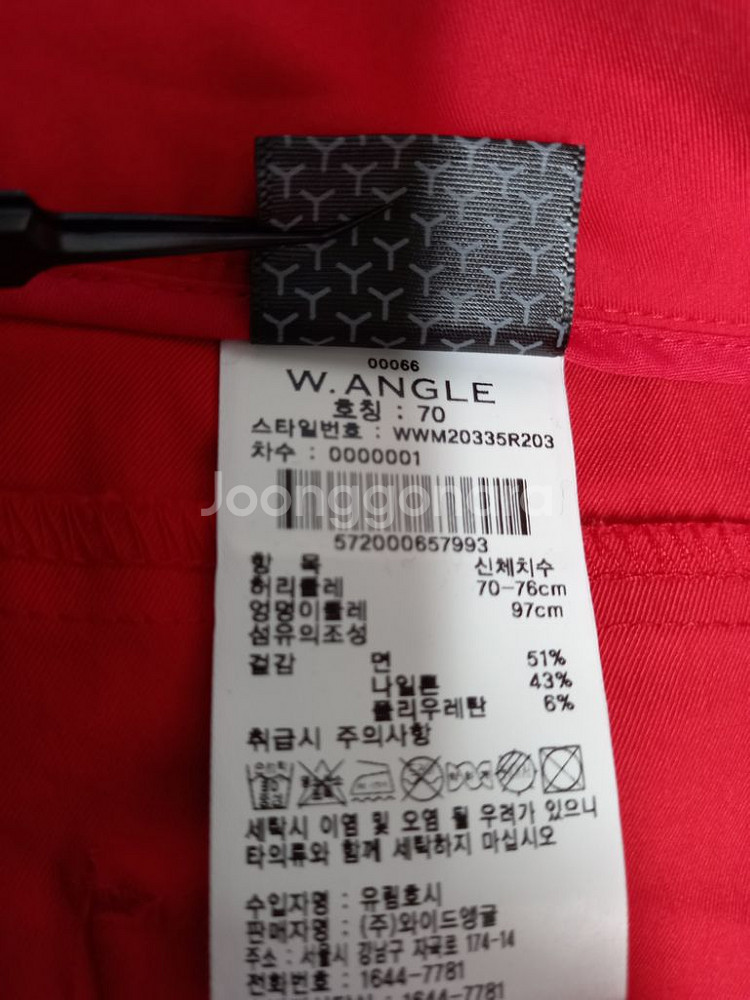 00066
W.ANGLE
호칭 : 70
스타일번호 : WWM20335R203
차수 : 0000001
Joonggonara
572000657993
항 목 신체치수
허리둘레 70-76cm
엉덩이둘레 97cm
섬유의조성
겉감 면 51%
나일론 43%
폴리우레탄 6%
취급시 주의사항
세탁시 이염 및 오염 될 우려가 있으니
타의류와 함께 세탁하지 마십시오
수입자명 : 유림호시
판매자명 : (주)와이드앵글
주소 : 서울시 강남구 자곡로 174-14
전화번호 : 1644-7781
1644-7781